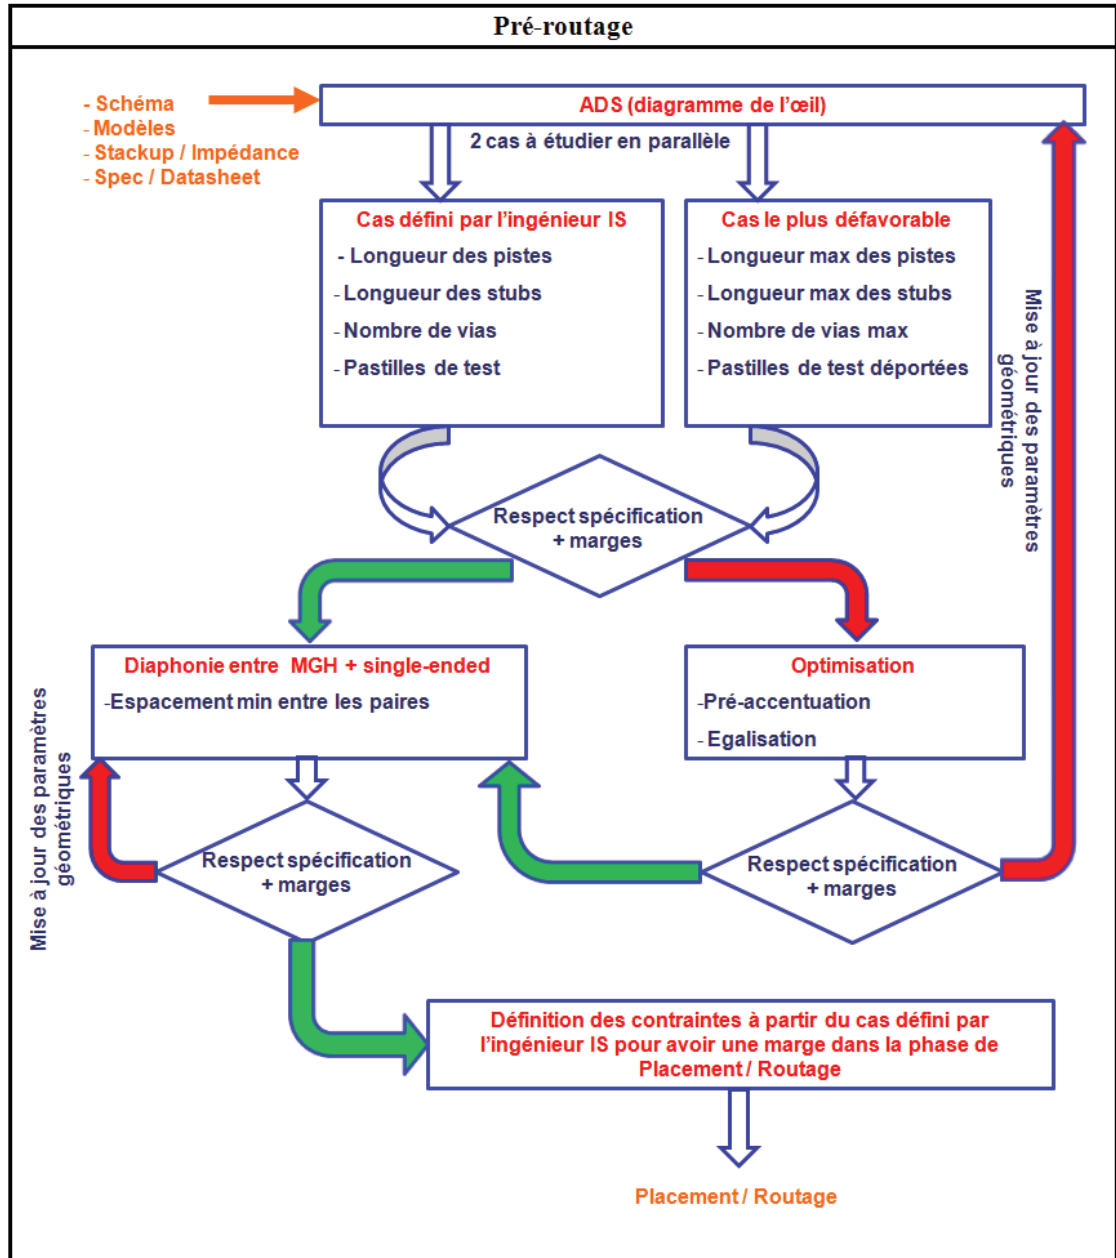 Pré-routage
- Schéma
- Modèles
- Stackup / Impédance
- Spec / Datasheet
ADS (diagramme de l'œil)
2 cas à étudier en parallèle
Cas défini par l'ingénieur IS
- Longueur des pistes
- Longueur des stubs
- Nombre de vias
- Pastilles de test
Cas le plus défavorable
- Longueur max des pistes
- Longueur max des stubs
- Nombre de vias max
- Pastilles de test déportées
Mise à jour des paramètres
géométriques
Respect spécification
+ marges
Diaphonie entre MGH + single-ended
-Espacement min entre les paires
Optimisation
-Pré-accentuation
- Egalisation
Mise à jour des paramètres
géométriques
Respect spécification
+ marges
Respect spécification
+ marges
Définition des contraintes à partir du cas défini par
l'ingénieur IS pour avoir une marge dans la phase de
Placement / Routage
Placement / Routage